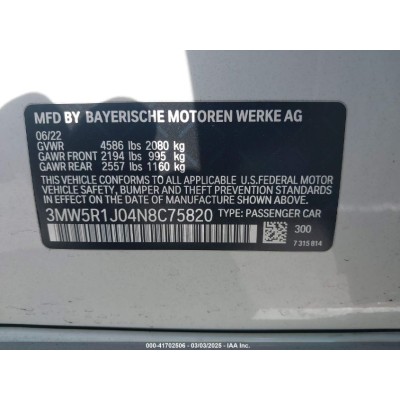 MFD BY BAYERISCHE MOTOREN WERKE AG
06/22
GVWR 4586 lbs 2080 kg
GAWR FRONT 2194 lbs 995 kg
GAWR REAR 2557 lbs 1160 kg
THIS VEHICLE CONFORMS TO ALL APPLICABLE U.S.FEDERAL MOTOR
VEHICLE SAFETY, BUMPER AND THEFT PREVENTION STANDARDS IN
EFFECT ON THE DATE OF MANUFACTURE SHOWN ABOVE.
3MW5R1J04N8C75820 TYPE: PASSENGER CAR
300
7 315 814
000-41702506 - 03/03/2025 - IAA Inc.